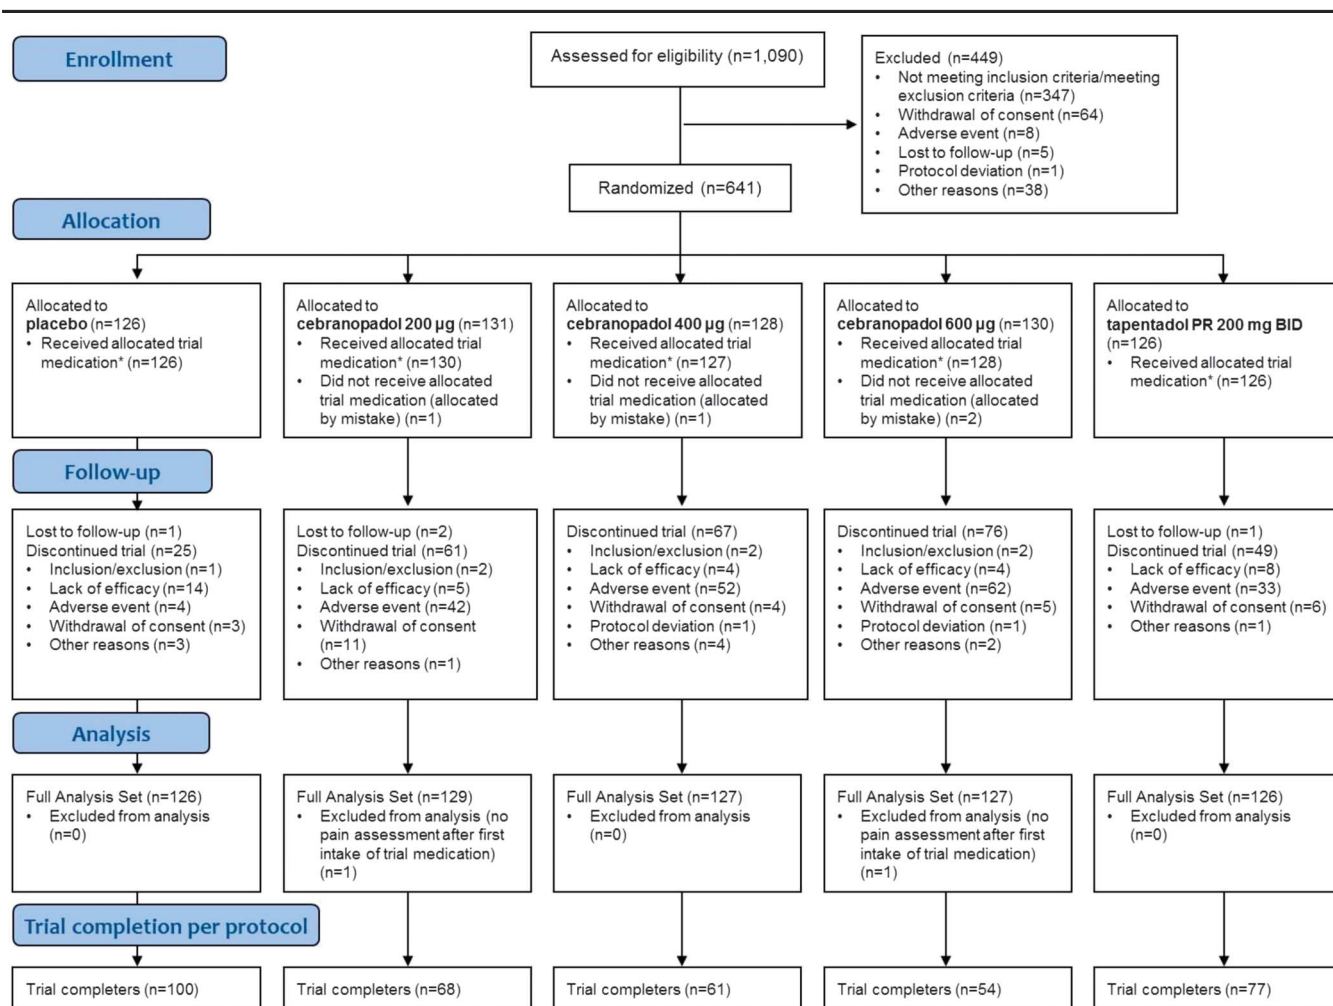 Enrollment
Assessed for eligibility (n=1,090)
Excluded (n=449)
• Not meeting inclusion criteria/meeting
exclusion criteria (n=347)
• Withdrawal of consent (n=64)
• Adverse event (n=8)
• Lost to follow-up (n=5)
• Protocol deviation (n=1)
• Other reasons (n=38)
Randomized (n=641)
Allocation
Allocated to
placebo (n=126)
• Received allocated trial
medication* (n=126)
Allocated to
cebranopadol 200 µg (n=131)
• Received allocated trial
medication* (n=130)
• Did not receive allocated
trial medication (allocated
by mistake) (n=1)
Allocated to
cebranopadol 400 µg (n=128)
• Received allocated trial
medication* (n=127)
• Did not receive allocated
trial medication (allocated
by mistake) (n=1)
Allocated to
cebranopadol 600 µg (n=130)
• Received allocated trial
medication* (n=128)
• Did not receive allocated
trial medication (allocated
by mistake) (n=2)
Allocated to
tapentadol PR 200 mg BID
(n=126)
• Received allocated trial
medication* (n=126)
Follow-up
Lost to follow-up (n=1)
Discontinued trial (n=25)
• Inclusion/exclusion (n=1)
• Lack of efficacy (n=14)
• Adverse event (n=4)
• Withdrawal of consent (n=3)
• Other reasons (n=3)
Lost to follow-up (n=2)
Discontinued trial (n=61)
• Inclusion/exclusion (n=2)
• Lack of efficacy (n=5)
• Adverse event (n=42)
• Withdrawal of consent
(n=11)
• Other reasons (n=1)
Discontinued trial (n=67)
• Inclusion/exclusion (n=2)
• Lack of efficacy (n=4)
• Adverse event (n=52)
• Withdrawal of consent (n=4)
• Protocol deviation (n=1)
• Other reasons (n=4)
Discontinued trial (n=76)
• Inclusion/exclusion (n=2)
• Lack of efficacy (n=4)
• Adverse event (n=62)
• Withdrawal of consent (n=5)
• Protocol deviation (n=1)
• Other reasons (n=2)
Lost to follow-up (n=1)
Discontinued trial (n=49)
• Lack of efficacy (n=8)
• Adverse event (n=33)
• Withdrawal of consent (n=6)
• Other reasons (n=1)
Analysis
Full Analysis Set (n=126)
• Excluded from analysis
(n=0)
Full Analysis Set (n=129)
• Excluded from analysis (no
pain assessment after first
intake of trial medication)
(n=1)
Full Analysis Set (n=127)
• Excluded from analysis
(n=0)
Full Analysis Set (n=127)
• Excluded from analysis (no
pain assessment after first
intake of trial medication)
(n=1)
Full Analysis Set (n=126)
• Excluded from analysis
(n=0)
Trial completion per protocol
Trial completers (n=100)
Trial completers (n=68)
Trial completers (n=61)
Trial completers (n=54)
Trial completers (n=77)